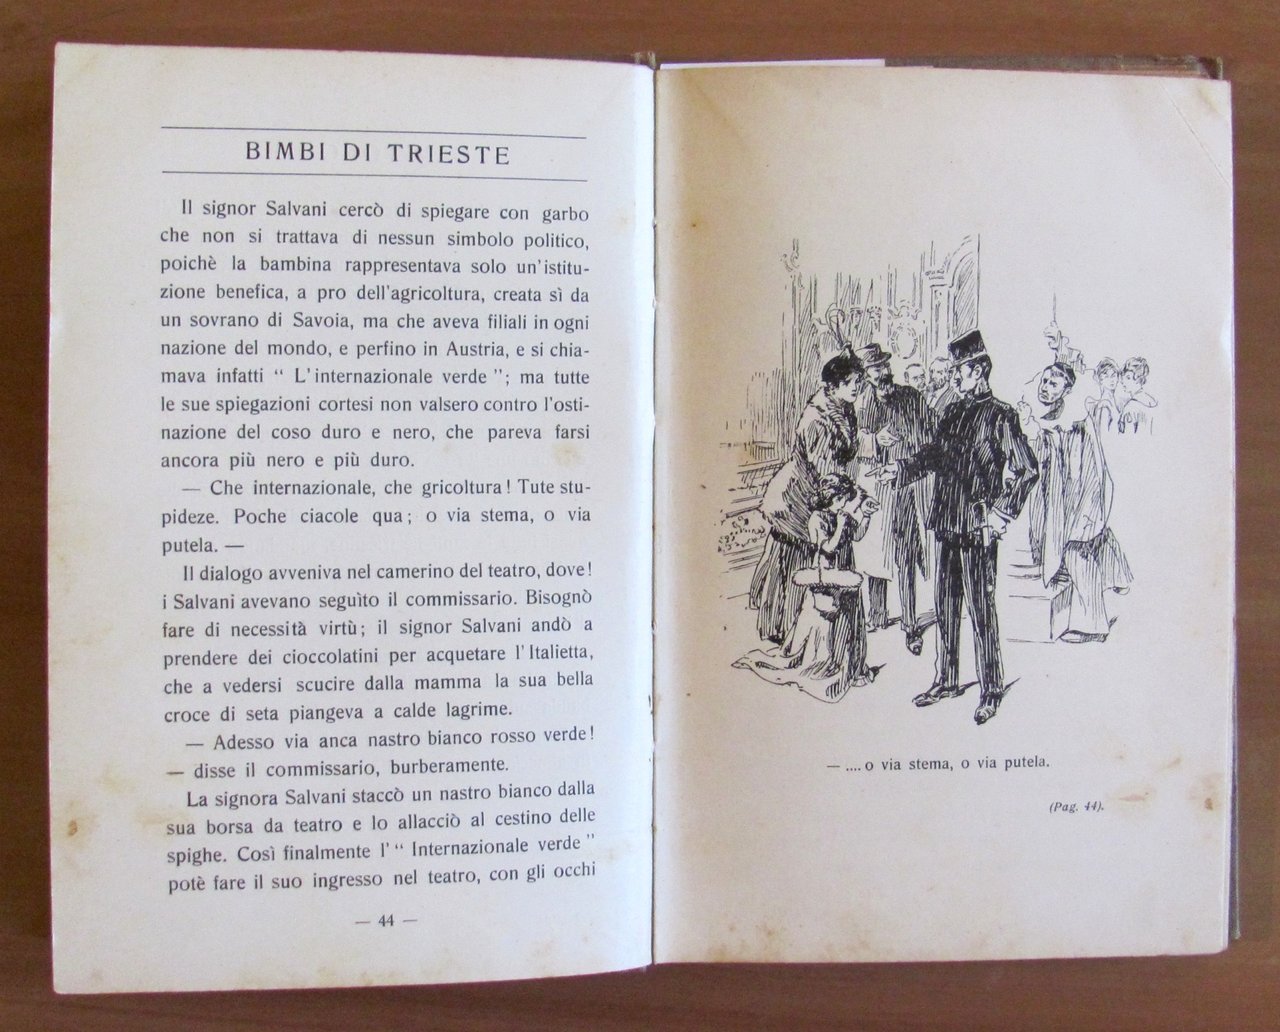 BIMBI DI TRIESTE
Il signor Salvani cercò di spiegare con garbo
che non si trattava di nessun simbolo politico,
poichè la bambina rappresentava solo un'istitu-
zione benefica, a pro dell'agricoltura, creata sì da
un sovrano di Savoia, ma che aveva filiali in ogni
nazione del mondo, e perfino in Austria, e si chia-
mava infatti “ L'internazionale verde ”; ma tutte
le sue spiegazioni cortesi non valsero contro l'osti-
nazione del coso duro e nero, che pareva farsi
ancora più nero e più duro.
— Che internazionale, che gricoltura! Tute stu-
pideze. Poche ciacole qua; o via stema, o via
putela. —
Il dialogo avveniva nel camerino del teatro, dove!
i Salvani avevano seguìto il commissario. Bisognò
fare di necessità virtù; il signor Salvani andò a
prendere dei cioccolatini per acquetare l'Italietta,
che a vedersi scucire dalla mamma la sua bella
croce di seta piangeva a calde lagrime.
— Adesso via anca nastro bianco rosso verde!
— disse il commissario, burberamente.
La signora Salvani staccò un nastro bianco dalla
sua borsa da teatro e lo allacciò al cestino delle
spighe. Così finalmente l' “ Internazionale verde ”
potè fare il suo ingresso nel teatro, con gli occhi
— 44 —
— .... o via stema, o via putela.
(Pag. 44).